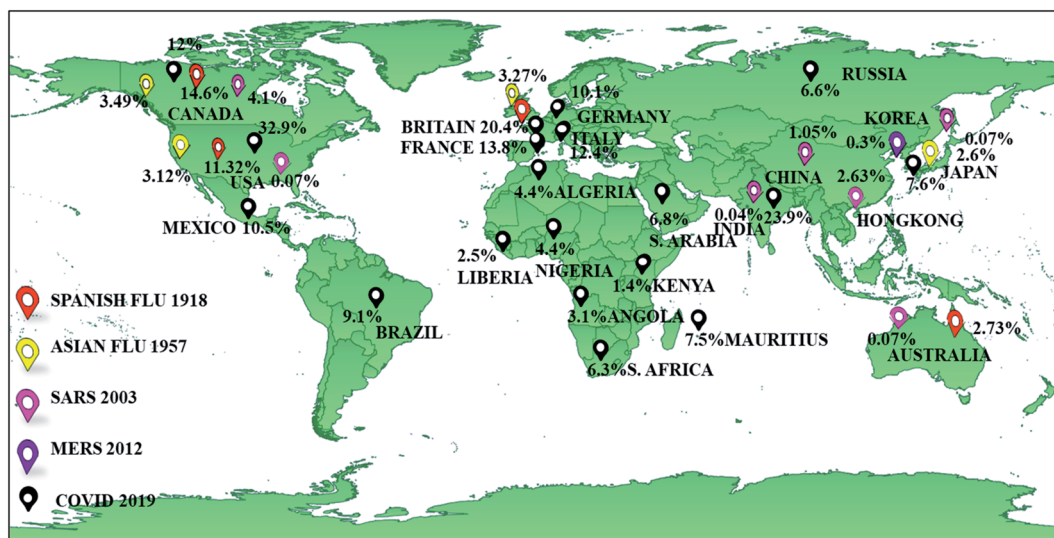 12%
3.49%
14.6%
4.1%
CANADA
32.9%
3.12%
11.32%
USA
0.07%
MEXICO 10.5%
9.1%
BRAZIL
3.27%
10.1%
GERMANY
BRITAIN 20.4%
ITALY
FRANCE 13.8%
12.4%
4.4% ALGERIA
6.8%
S. ARABIA
2.5%
LIBERIA
4.4%
NIGERIA
1.4% KENYA
3.1% ANGOLA
7.5% MAURITIUS
6.3% S. AFRICA
RUSSIA
6.6%
KOREA
1.05%
0.3%
0.07%
2.6%
CHINA
JAPAN
2.63%
7.6%
0.04%
23.9%
INDIA
HONGKONG
0.07%
2.73%
AUSTRALIA
SPANISH FLU 1918
ASIAN FLU 1957
SARS 2003
MERS 2012
COVID 2019